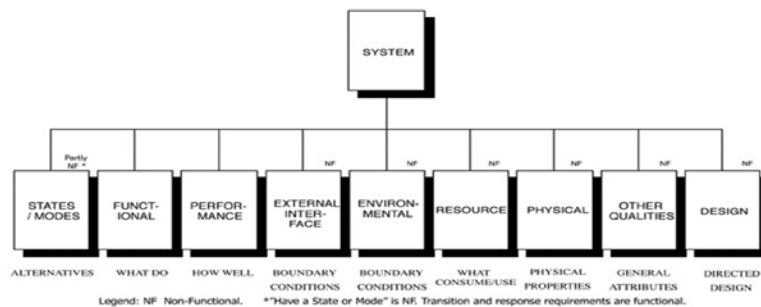 SYSTEM
Partly
NF *
NF
NF
NF
NF
NF
NF
STATES
/ MODES
FUNC-
TIONAL
PERFOR-
MANCE
EXTERNAL
INTER-
FACE
ENVIRON-
MENTAL
RESOURCE
PHYSICAL
OTHER
QUALITIES
DESIGN
ALTERNATIVES
WHAT DO
HOW WELL
BOUNDARY
CONDITIONS
BOUNDARY
CONDITIONS
WHAT
CONSUME/USE
PHYSICAL
PROPERTIES
GENERAL
ATTRIBUTES
DIRECTED
DESIGN
Legend: NF Non-Functional. *"Have a State or Mode" is NF. Transition and response requirements are functional.